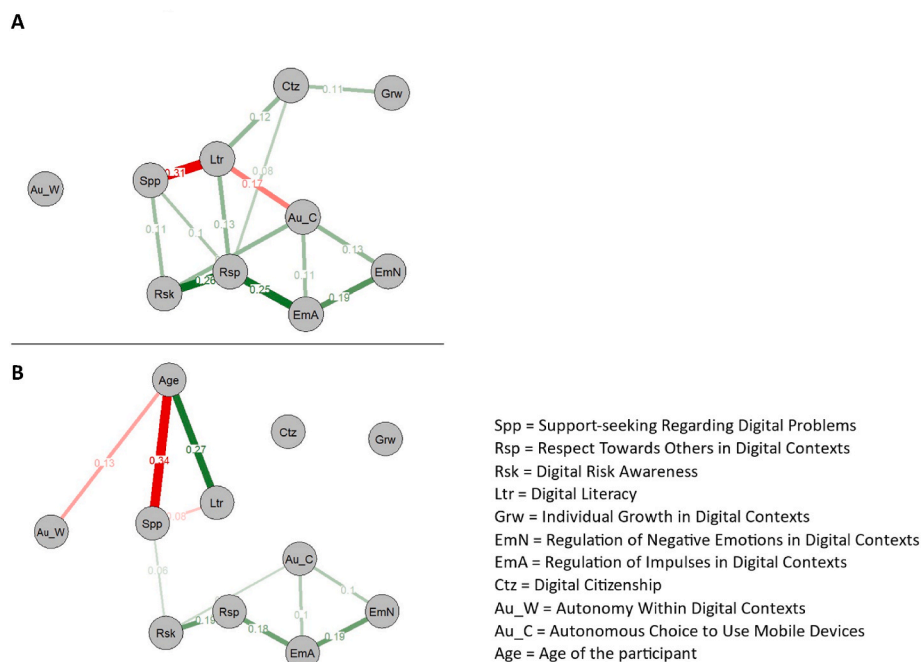 A
Ctz
0.11
Grw
0.12
Ltr
0.31
0.08
Spp
0.17
Au_W
Au_C
0.11
0.1
0.13
0.13
Rsp
EmN
Rsk
0.26
0.11
0.25
0.19
EmA
B
Age
Ctz
Grw
0.27
0.13
0.34
Ltr
Spp
0.08
Au_W
Au_C
0.06
0.1
Rsp
0.1
EmN
Rsk
0.19
0.18
0.19
EmA
Spp = Support-seeking Regarding Digital Problems
Rsp = Respect Towards Others in Digital Contexts
Rsk = Digital Risk Awareness
Ltr = Digital Literacy
Grw = Individual Growth in Digital Contexts
EmN = Regulation of Negative Emotions in Digital Contexts
EmA = Regulation of Impulses in Digital Contexts
Ctz = Digital Citizenship
Au_W = Autonomy Within Digital Contexts
Au_C = Autonomous Choice to Use Mobile Devices
Age = Age of the participant